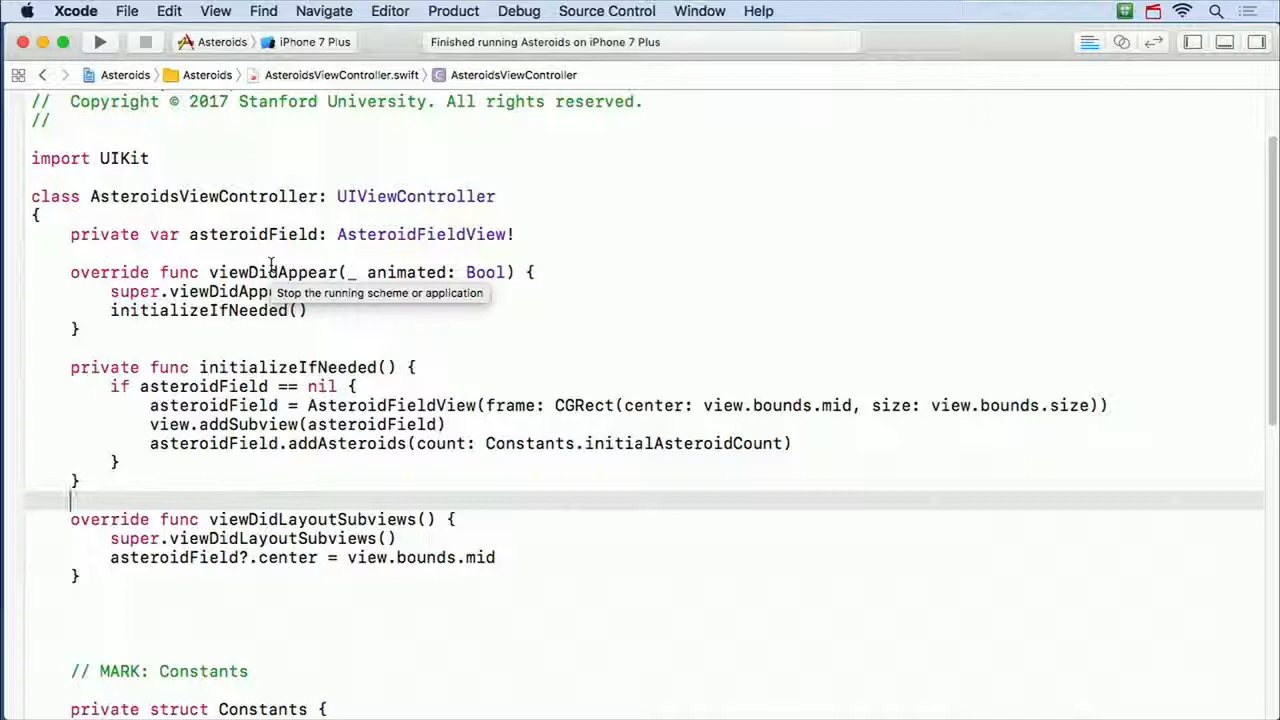 Xcode File Edit View Find Navigate Editor Product Debug Source Control Window Help
Asteroids iPhone 7 Plus Finished running Asteroids on iPhone 7 Plus
Asteroids Asteroids AsteroidsViewController.swift C AsteroidsViewController
// Copyright © 2017 Stanford University. All rights reserved.
//
import UIKit
class AsteroidsViewController: UIViewController
{
private var asteroidField: AsteroidFieldView!
override func viewDidAppear(_ animated: Bool) {
super.viewDidApp
Stop the running scheme or application
initializeIfNeeded()
}
private func initializeIfNeeded() {
if asteroidField == nil {
asteroidField = AsteroidFieldView(frame: CGRect(center: view.bounds.mid, size: view.bounds.size))
view.addSubview(asteroidField)
asteroidField.addAsteroids(count: Constants.initialAsteroidCount)
}
}
override func viewDidLayoutSubviews() {
super.viewDidLayoutSubviews()
asteroidField?.center = view.bounds.mid
}
// MARK: Constants
private struct Constants {